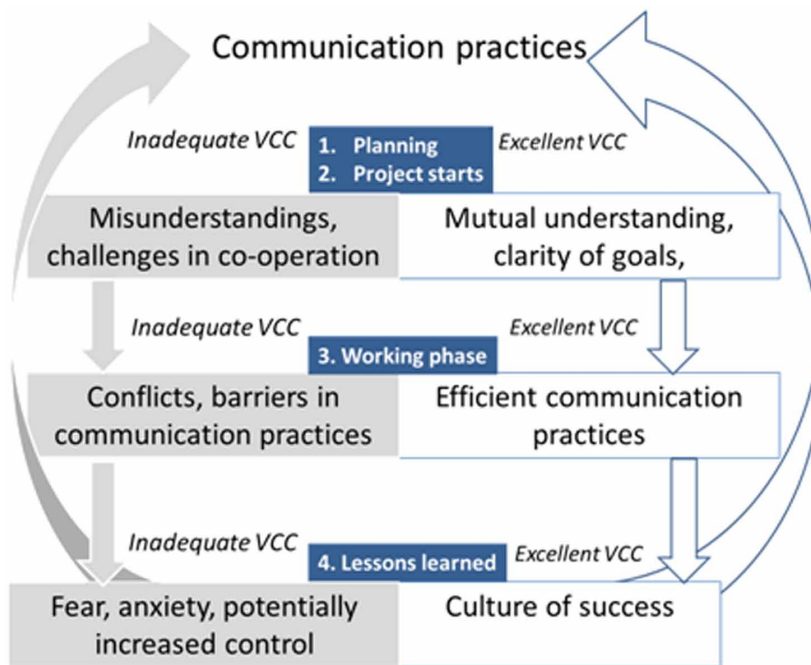 Communication practices
Inadequate VCC
1. Planning
2. Project starts
Excellent VCC
Misunderstandings,
challenges in co-operation
Mutual understanding,
clarity of goals,
Inadequate VCC
3. Working phase
Excellent VCC
Conflicts, barriers in
communication practices
Efficient communication
practices
Inadequate VCC
4. Lessons learned
Excellent VCC
Fear, anxiety, potentially
increased control
Culture of success